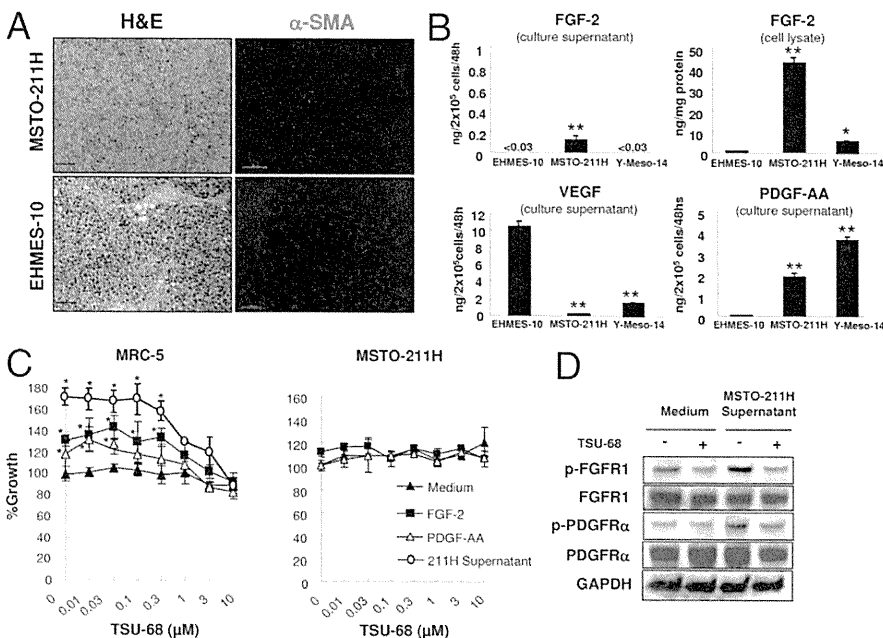 A
H&E
α-SMA
MSTO-211H
EHMES-10
B
FGF-2
(culture supernatant)
ng/2x10⁵ cells/48h
1
0.8
0.6
0.4
0.2
0
<0.03
**
<0.03
EHMES-10 MSTO-211H Y-Meso-14
FGF-2
(cell lysate)
ng/mg protein
50
40
30
20
10
0
**
*
EHMES-10 MSTO-211H Y-Meso-14
VEGF
(culture supernatant)
ng/2x10⁵cells/48h
12
10
8
6
4
2
0
**
**
EHMES-10 MSTO-211H Y-Meso-14
PDGF-AA
(culture supernatant)
ng/2x10⁵ cells/48hs
5
4
3
2
1
0
**
**
EHMES-10 MSTO-211H Y-Meso-14
C
MRC-5
%Growth
180
160
140
120
100
80
60
40
20
0
0 0.01 0.03 0.1 0.3 1 3 10
TSU-68 (µM)
MSTO-211H
180
160
140
120
100
80
60
40
20
0
Medium
FGF-2
PDGF-AA
211H Supernatant
0 0.01 0.03 0.1 0.3 1 3 10
TSU-68 (µM)
D
Medium
MSTO-211H
Supernatant
TSU-68 - + - +
p-FGFR1
FGFR1
p-PDGFRα
PDGFRα
GAPDH